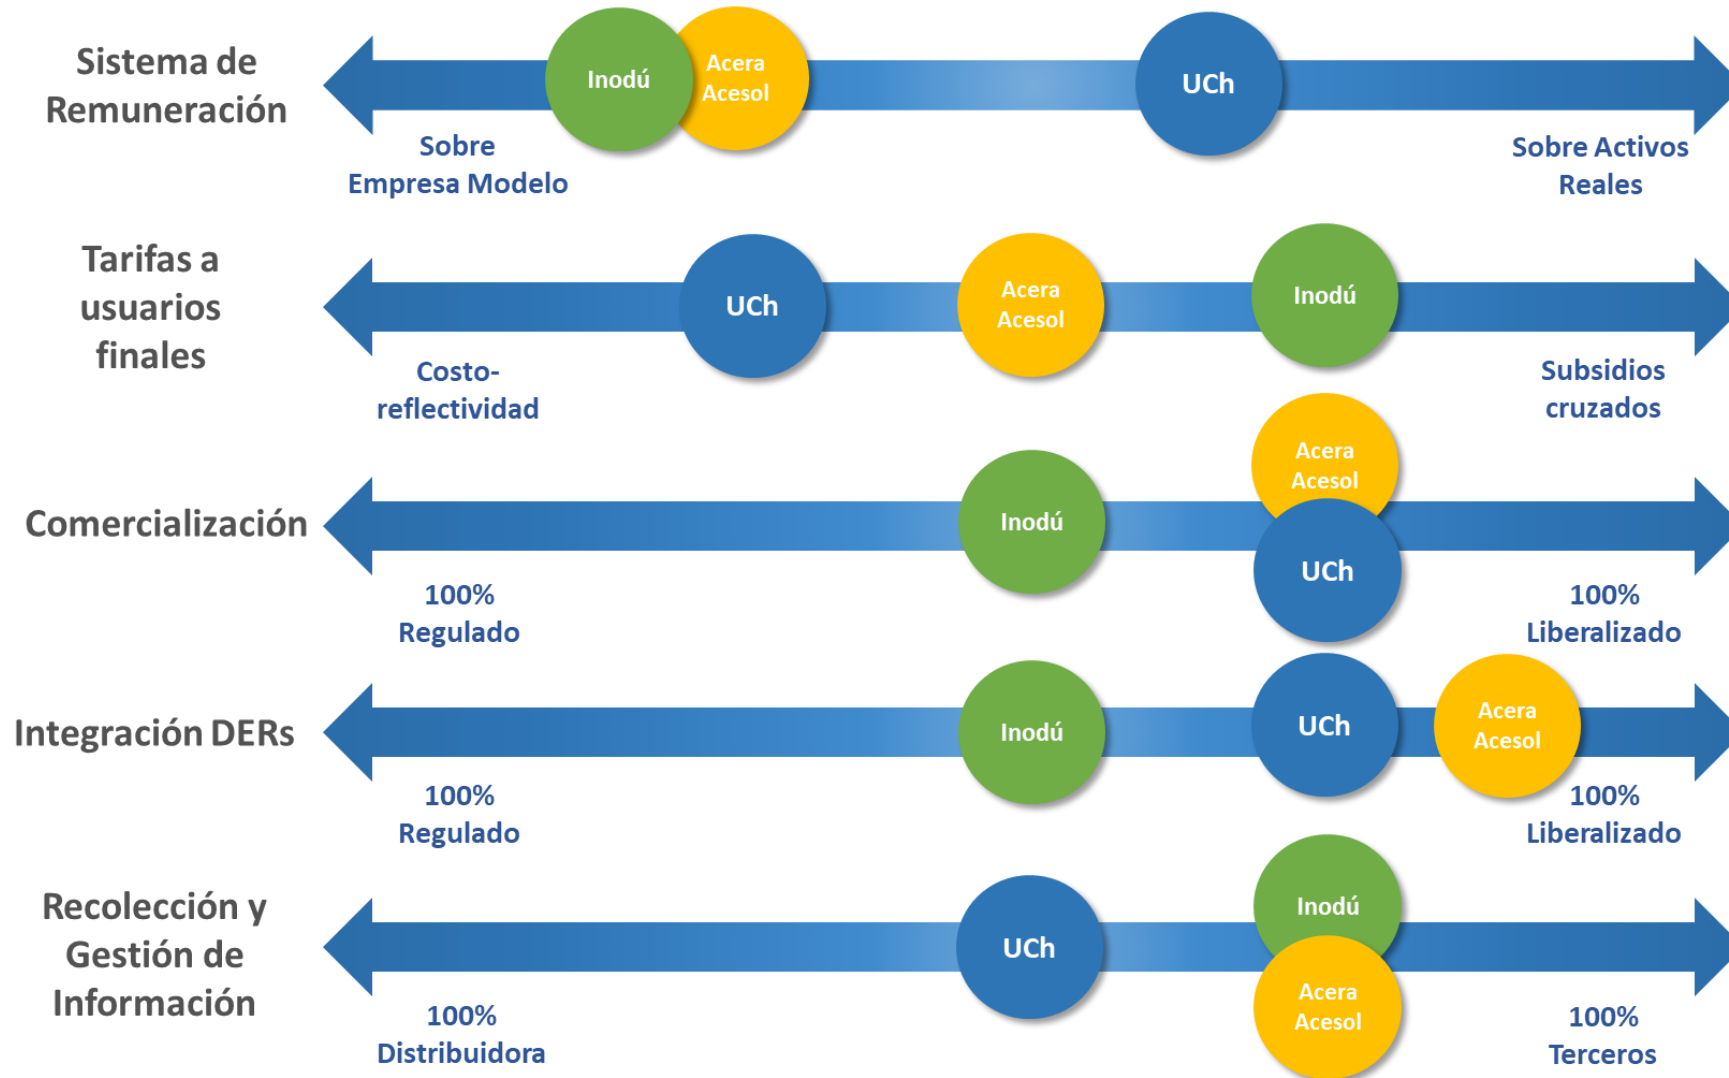 Sistema de
Remuneración
Inodú
Acera
Acesol
UCh
Sobre
Empresa Modelo
Sobre Activos
Reales
Tarifas a
usuarios
finales
UCh
Acera
Acesol
Inodú
Costo-
reflectividad
Subsidios
cruzados
Comercialización
Inodú
Acera
Acesol
UCh
100%
Regulado
100%
Liberalizado
Integración DERs
Inodú
UCh
Acera
Acesol
100%
Regulado
100%
Liberalizado
Recolección y
Gestión de
Información
UCh
Inodú
Acera
Acesol
100%
Distribuidora
100%
Terceros